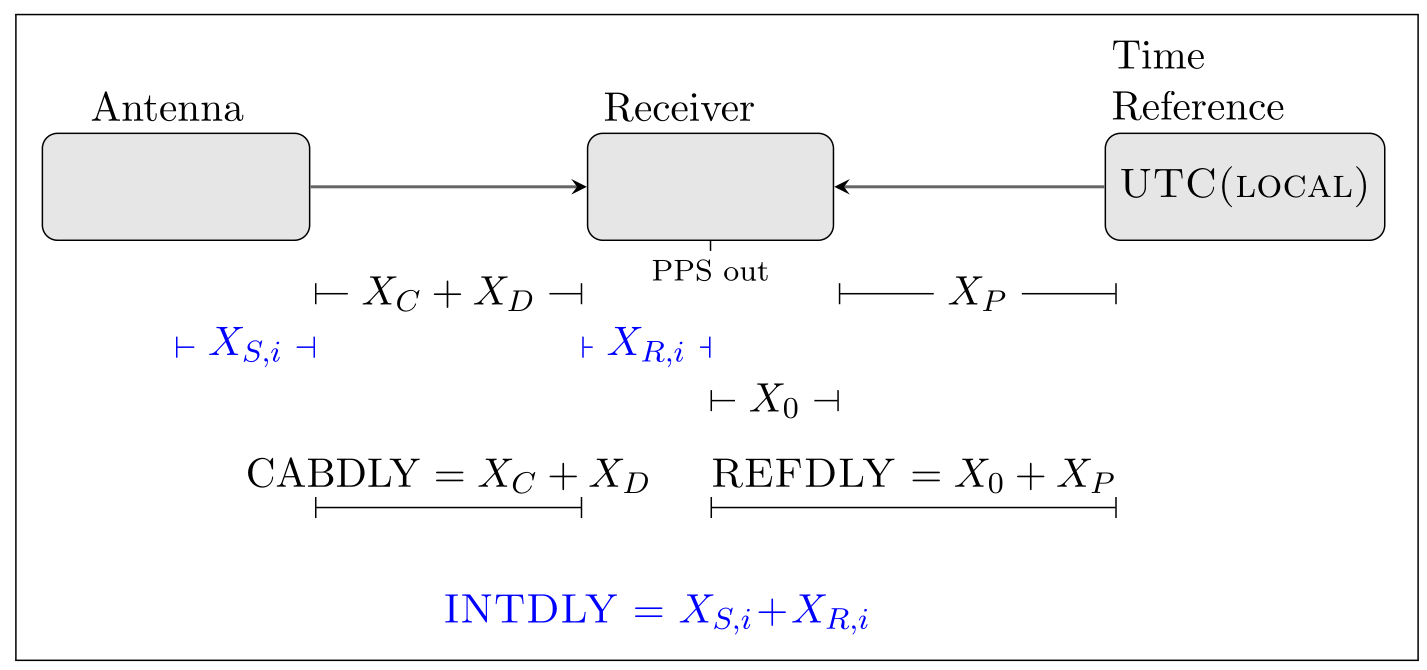 Time
Antenna Receiver Reference
UTC(LOCAL)
PPS out
X_C + X_D X_P
X_{S,i} X_{R,i}
X_0
CABDLY = X_C + X_D REFDLY = X_0 + X_P
INTDLY = X_{S,i}+X_{R,i}